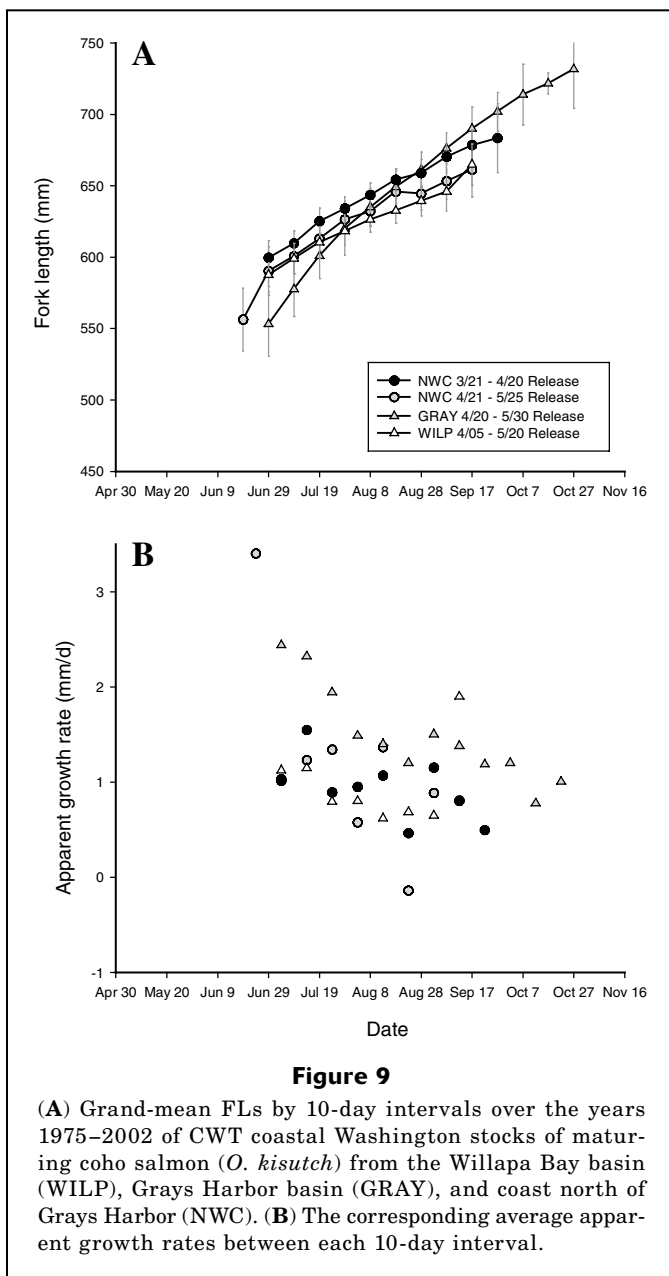 A
750
700
650
600
550
500
450
Fork length (mm)
NWC 3/21 - 4/20 Release
NWC 4/21 - 5/25 Release
GRAY 4/20 - 5/30 Release
WILP 4/05 - 5/20 Release
Apr 30 May 20 Jun 9 Jun 29 Jul 19 Aug 8 Aug 28 Sep 17 Oct 7 Oct 27 Nov 16
B
3
2
1
0
-1
Apparent growth rate (mm/d)
Apr 30 May 20 Jun 9 Jun 29 Jul 19 Aug 8 Aug 28 Sep 17 Oct 7 Oct 27 Nov 16
Date
Figure 9
(A) Grand-mean FLs by 10-day intervals over the years
1975–2002 of CWT coastal Washington stocks of matur-
ing coho salmon (O. kisutch) from the Willapa Bay basin
(WILP), Grays Harbor basin (GRAY), and coast north of
Grays Harbor (NWC). (B) The corresponding average appar-
ent growth rates between each 10-day interval.